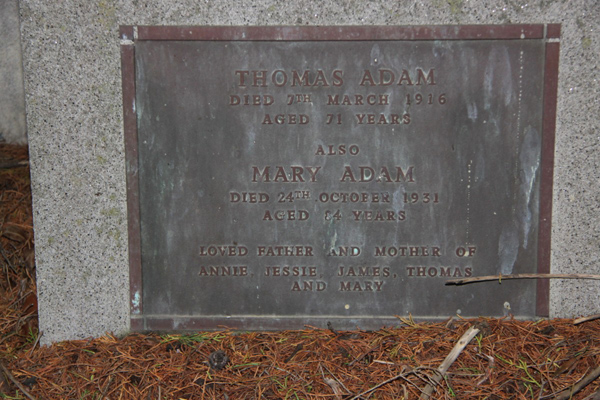 THOMAS ADAM
DIED 7TH MARCH 1916
AGED 71 YEARS
ALSO
MARY ADAM
DIED 24TH OCTOBER 1931
AGED 84 YEARS
LOVED FATHER AND MOTHER OF
ANNIE, JESSIE, JAMES, THOMAS
AND MARY